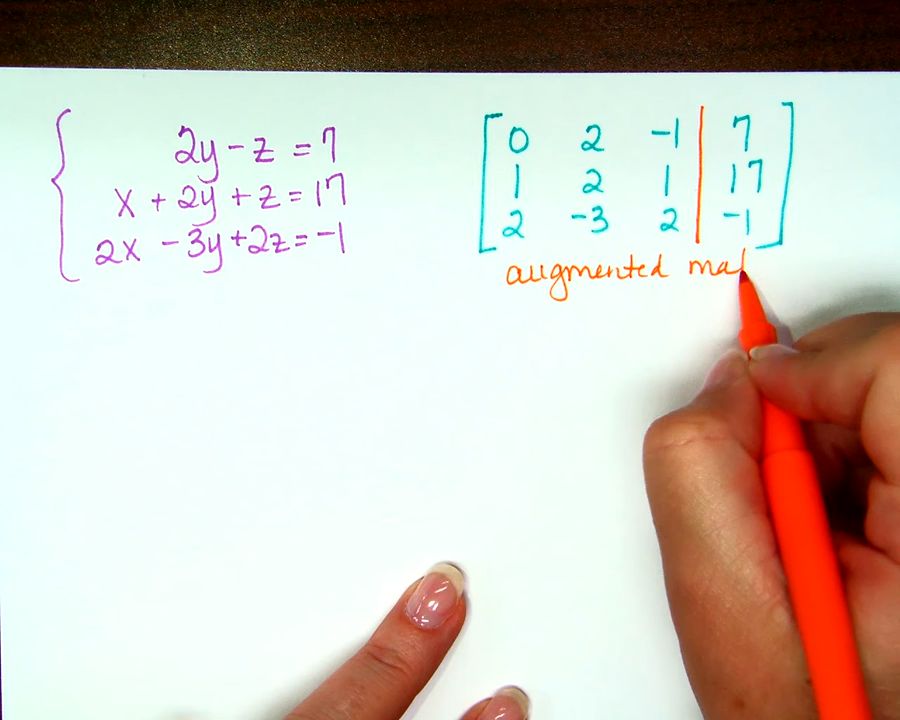 2y - z = 7
x + 2y + z = 17
2x - 3y + 2z = -1
0 2 -1 7
1 2 1 17
2 -3 2 -1
augmented mat